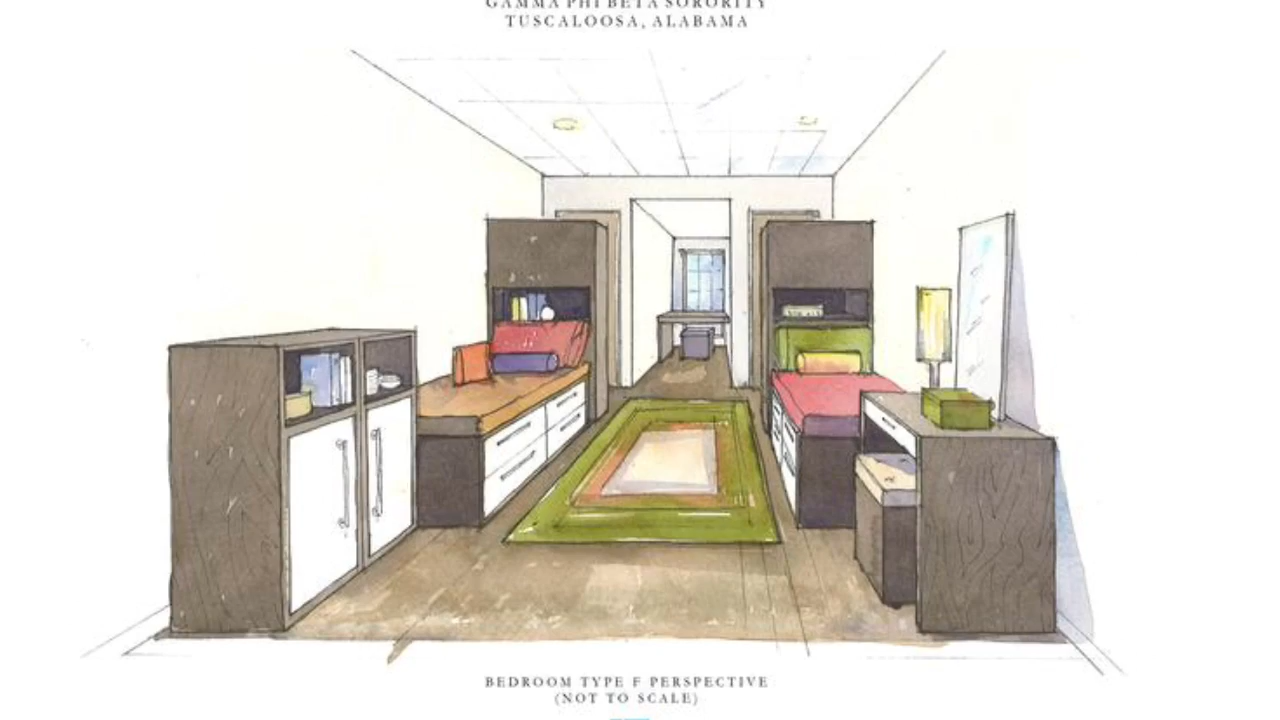 GAMMA PHI BETA SORORITY
TUSCALOOSA, ALABAMA
BEDROOM TYPE F PERSPECTIVE
(NOT TO SCALE)